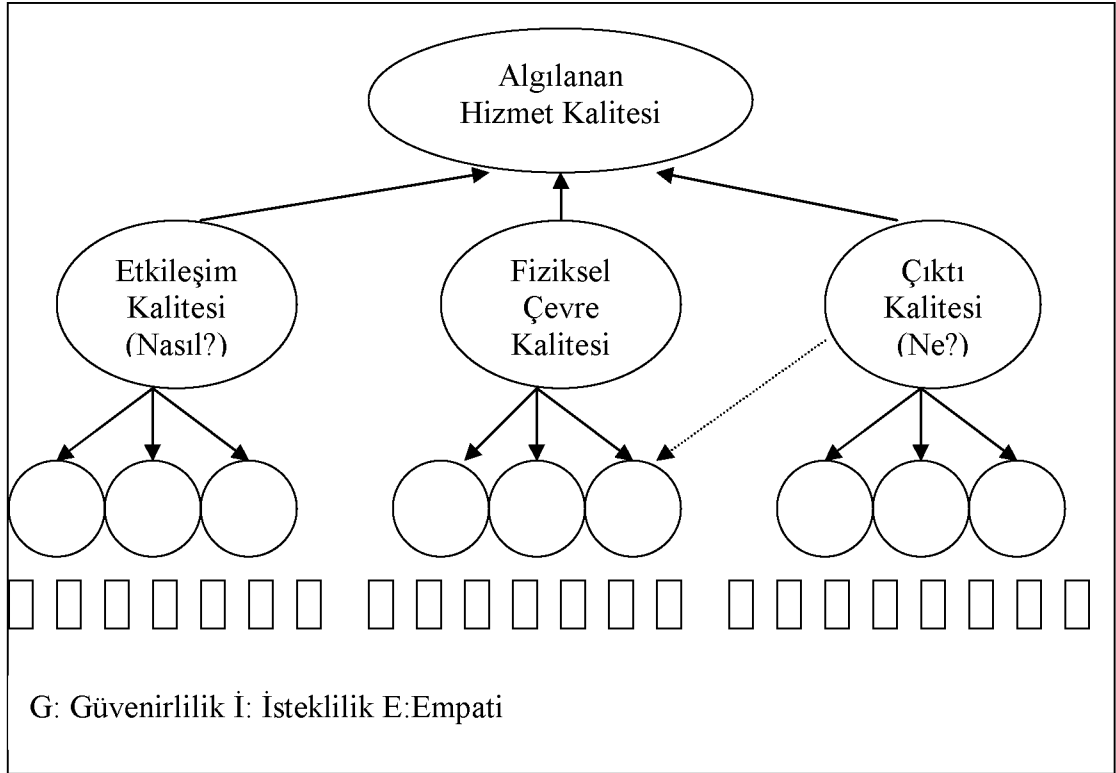 Algılanan
Hizmet Kalitesi
Etkileşim
Kalitesi
(Nasıl?)
Fiziksel
Çevre
Kalitesi
Çıktı
Kalitesi
(Ne?)
G: Güvenirlilik İ: İsteklilik E:Empati